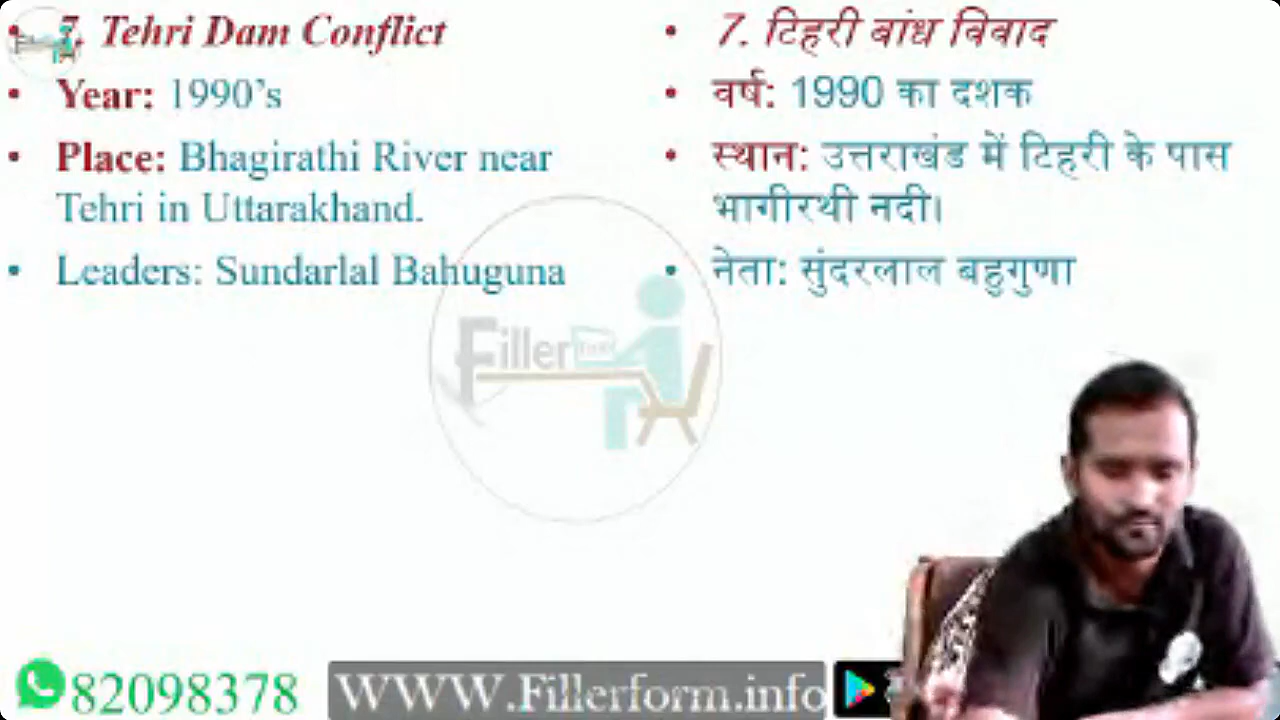 7. Tehri Dam Conflict
Year: 1990's
Place: Bhagirathi River near
Tehri in Uttarakhand.
Leaders: Sundarlal Bahuguna
7. टिहरी बांध विवाद
वर्ष: 1990 का दशक
स्थान: उत्तराखंड में टिहरी के पास
भागीरथी नदी।
नेता: सुंदरलाल बहुगुणा
Filler
82098378
WWW.Fillerform.info